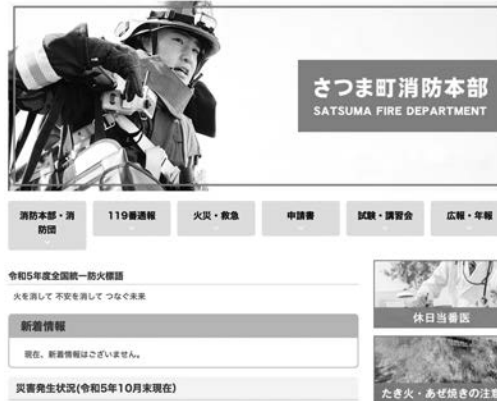 さつま町消防本部
SATSUMA FIRE DEPARTMENT
消防本部・消
防団
119番通報
火災・救急
申請書
試験・講習会
広報・年報
令和5年度全国統一防火標語
火を消して 不安を消して つなぐ未来
新着情報
現在、新着情報はございません。
休日当番医
災害発生状況(令和5年10月末現在)
たき火・あぜ焼きの注意